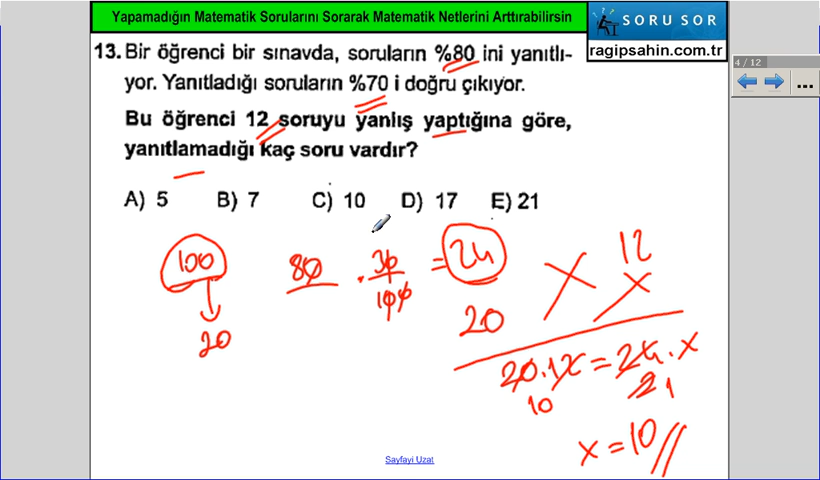 Yapamadığın Matematik Sorularını Sorarak Matematik Netlerini Arttırabilirsin
SORU SOR
ragipsahin.com.tr
4 / 12
...
13. Bir öğrenci bir sınavda, soruların %80 ini yanıtlı-
yor. Yanıtladığı soruların %70 i doğru çıkıyor.
Bu öğrenci 12 soruyu yanlış yaptığına göre,
yanıtlamadığı kaç soru vardır?
A) 5 B) 7 C) 10 D) 17 E) 21
100 80 . 30/100 = 24 12
20 20 x
20.12 = 24.x
10 2 1
x = 10 //
Sayfayi Uzat